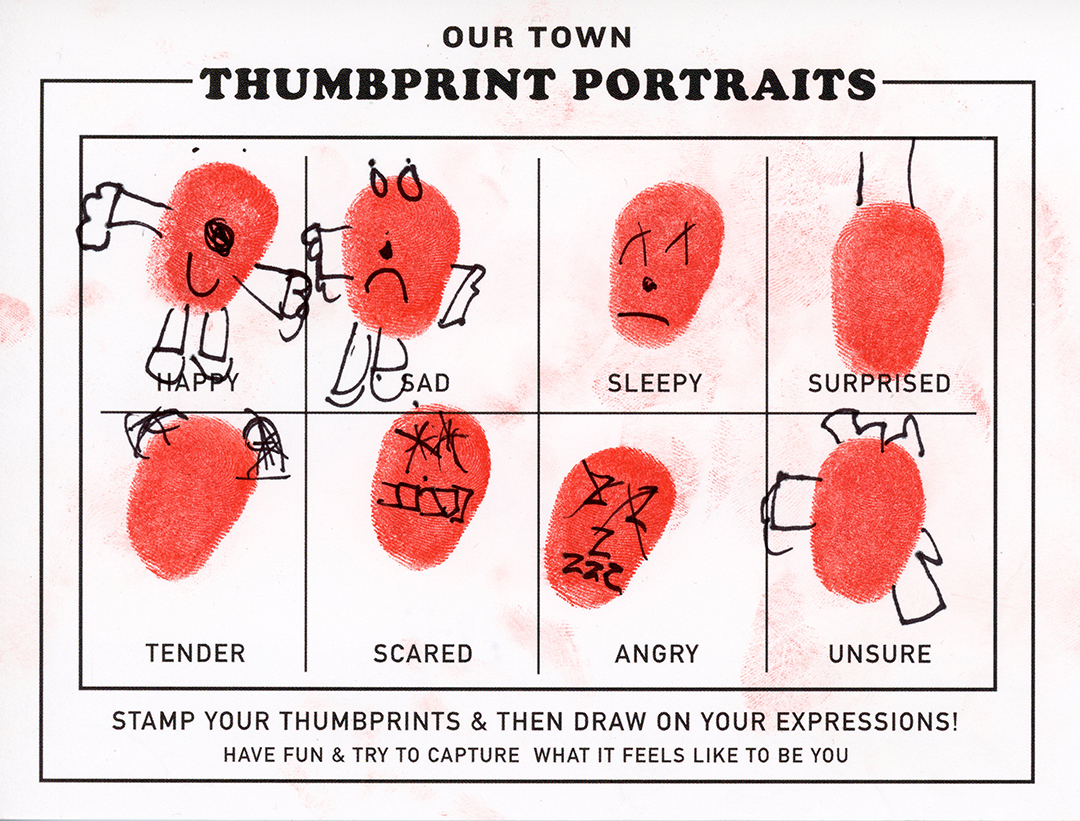 OUR TOWN
THUMBPRINT PORTRAITS
HAPPY
SAD
SLEEPY
SURPRISED
Z
ZZZ
TENDER
SCARED
ANGRY
UNSURE
STAMP YOUR THUMBPRINTS & THEN DRAW ON YOUR EXPRESSIONS!
HAVE FUN & TRY TO CAPTURE WHAT IT FEELS LIKE TO BE YOU